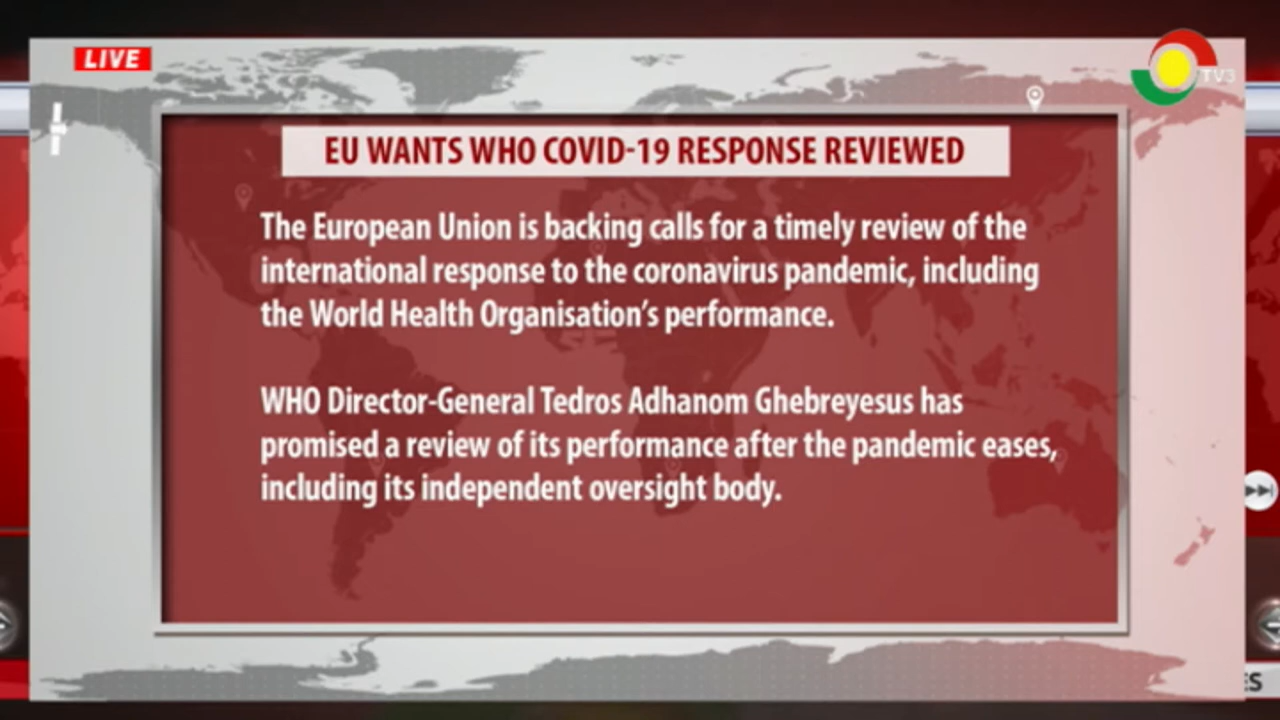 LIVE
TV3
EU WANTS WHO COVID-19 RESPONSE REVIEWED
The European Union is backing calls for a timely review of the
international response to the coronavirus pandemic, including
the World Health Organisation's performance.
WHO Director-General Tedros Adhanom Ghebreyesus has
promised a review of its performance after the pandemic eases,
including its independent oversight body.